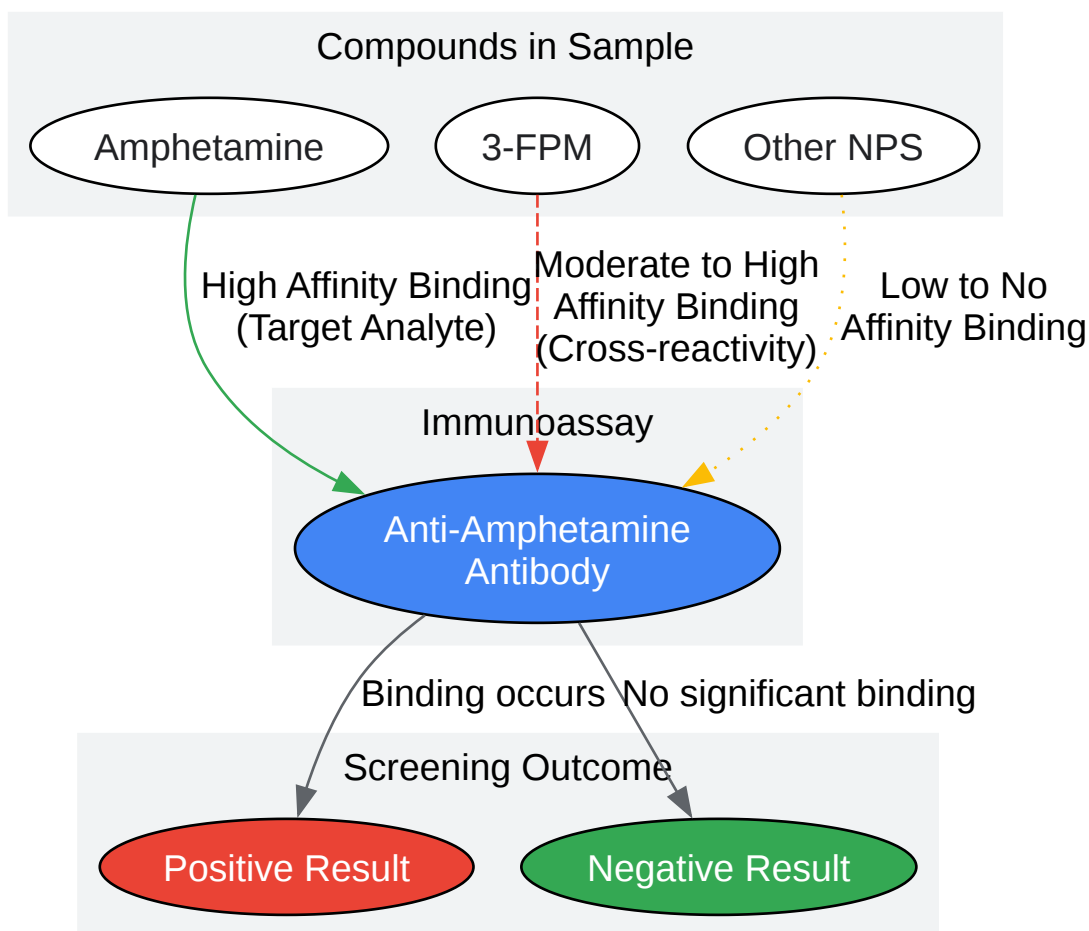 Compounds in Sample
Amphetamine
3-FPM
Other NPS
High Affinity Binding
(Target Analyte)
Moderate to High
Affinity Binding
(Cross-reactivity)
Low to No
Affinity Binding
Immunoassay
Anti-Amphetamine
Antibody
Binding occurs
No significant binding
Screening Outcome
Positive Result
Negative Result